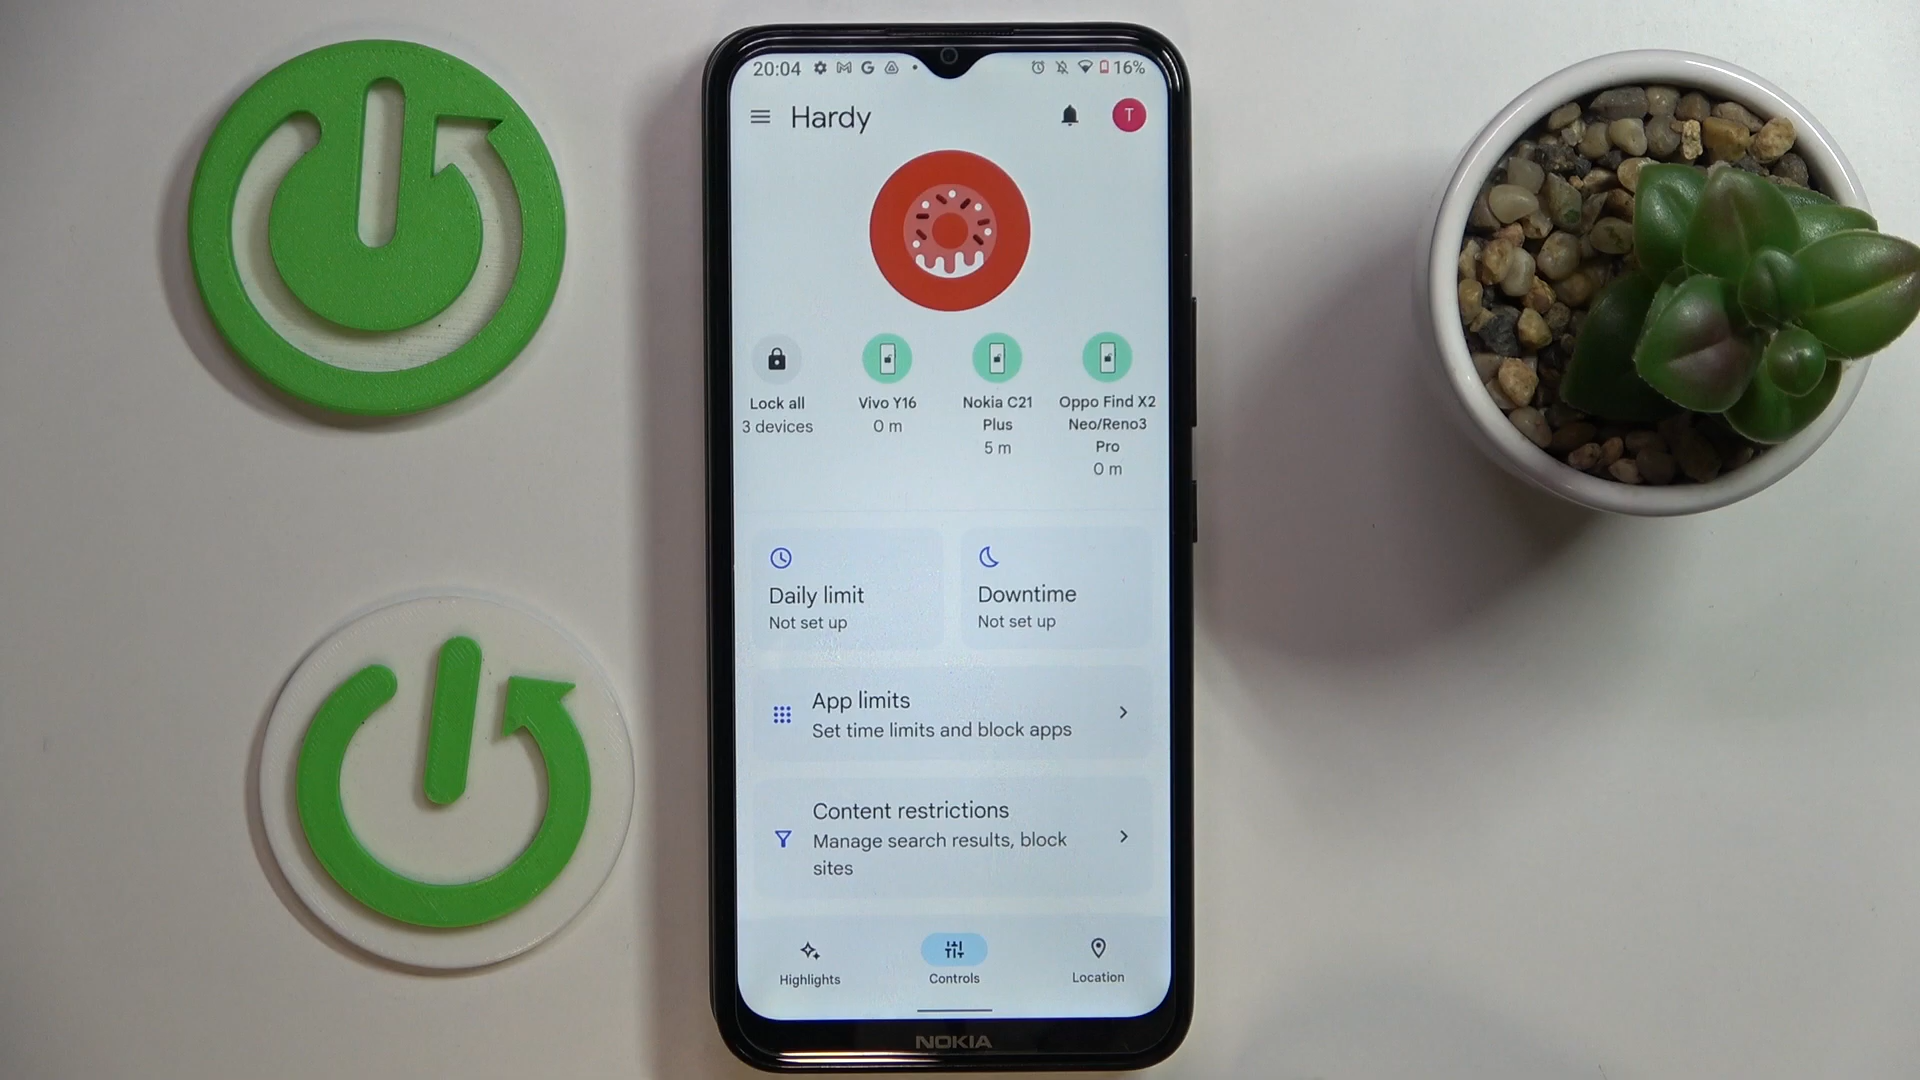 20:04
16%
Hardy
T
Lock all
3 devices
Vivo Y16
0 m
Nokia C21
Plus
5 m
Oppo Find X2
Neo/Reno3
Pro
0 m
Daily limit
Not set up
Downtime
Not set up
App limits
Set time limits and block apps
Content restrictions
Manage search results, block
sites
Highlights
Controls
Location
NOKIA